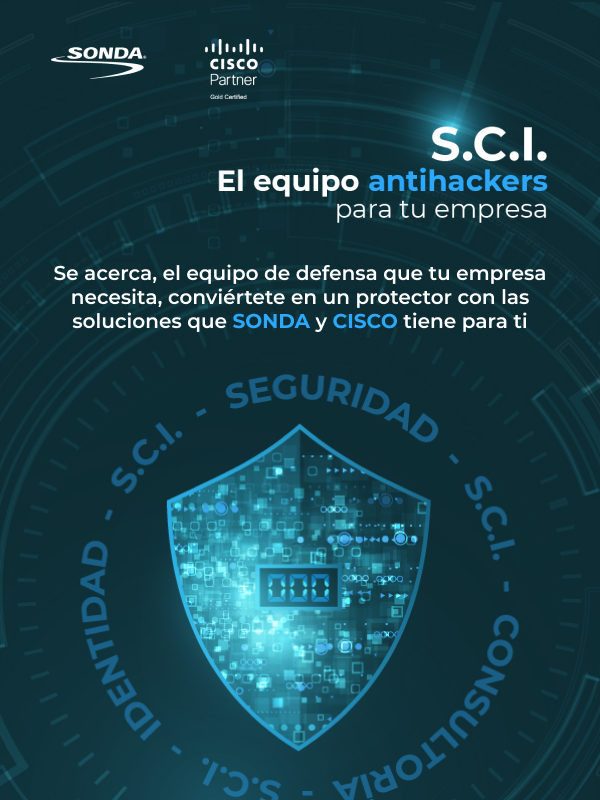 SONDA
CISCO
Partner
Gold Certified
S.C.I.
El equipo antihackers
para tu empresa
Se acerca, el equipo de defensa que tu empresa
necesita, conviértete en un protector con las
soluciones que SONDA y CISCO tiene para ti
SEGURIDAD - S.C.I. - CONSULTORIA - S.C.I. - IDENTIDAD - S.C.I. -
000